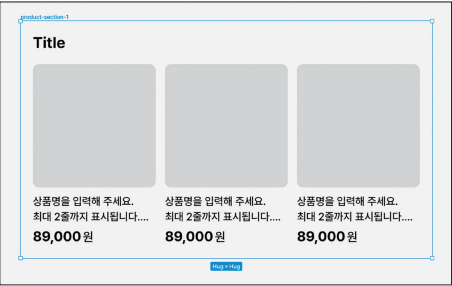 product-section-1
Title
상품명을 입력해 주세요.
최대 2줄까지 표시됩니다....
89,000원
상품명을 입력해 주세요.
최대 2줄까지 표시됩니다....
89,000원
상품명을 입력해 주세요.
최대 2줄까지 표시됩니다....
89,000원
Hug × Hug